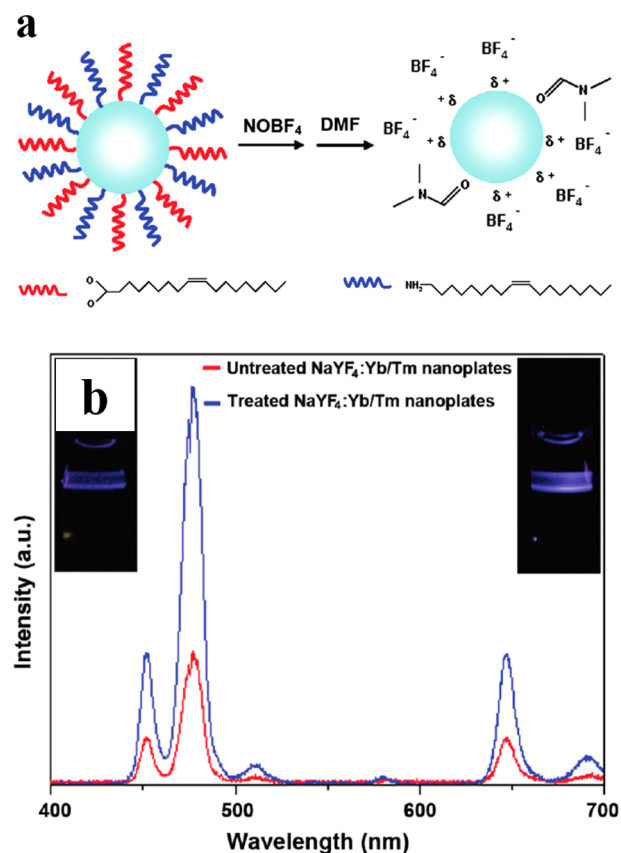 a
BF4-
BF4-
δ+
O
N
+δ
NOBF4 DMF
BF4-
+δ
δ+
BF4-
O
N
δ+
δ+
BF4-
BF4-
O
O
NH2
b
Untreated NaYF4:Yb/Tm nanoplates
Treated NaYF4:Yb/Tm nanoplates
Intensity (a.u.)
400 500 600 700
Wavelength (nm)